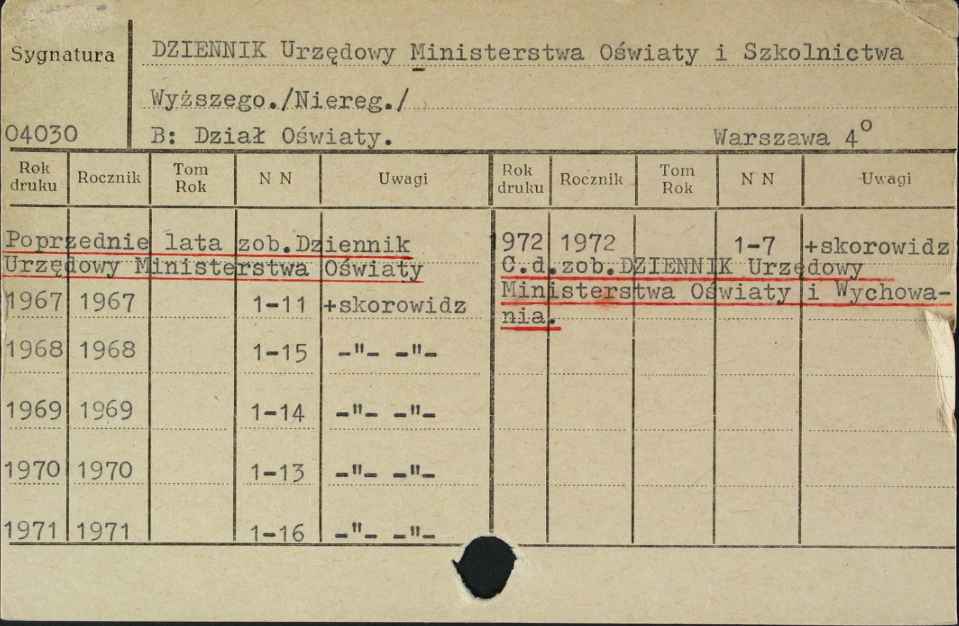 Sygnatura
DZIENNIK Urzędowy Ministerstwa Oświaty i Szkolnictwa
Wyższego./Niereg./
04030
B: Dział Oświaty. Warszawa 4°
Rok druku Rocznik Tom Rok N N Uwagi Rok druku Rocznik Tom Rok N N Uwagi
Poprzednie lata zob.Dziennik
Urzędowy Ministerstwa Oświaty
1967 1967 1-11 +skorowidz
1968 1968 1-15 -"- -"-
1969 1969 1-14 -"- -"-
1970 1970 1-13 -"- -"-
1971 1971 1-16 -"- -"-
972 1972 1-7 +skorowidz
C.d.zob.DZIENNIK Urzędowy
Ministerstwa Oświaty i Wychowa-
nia.